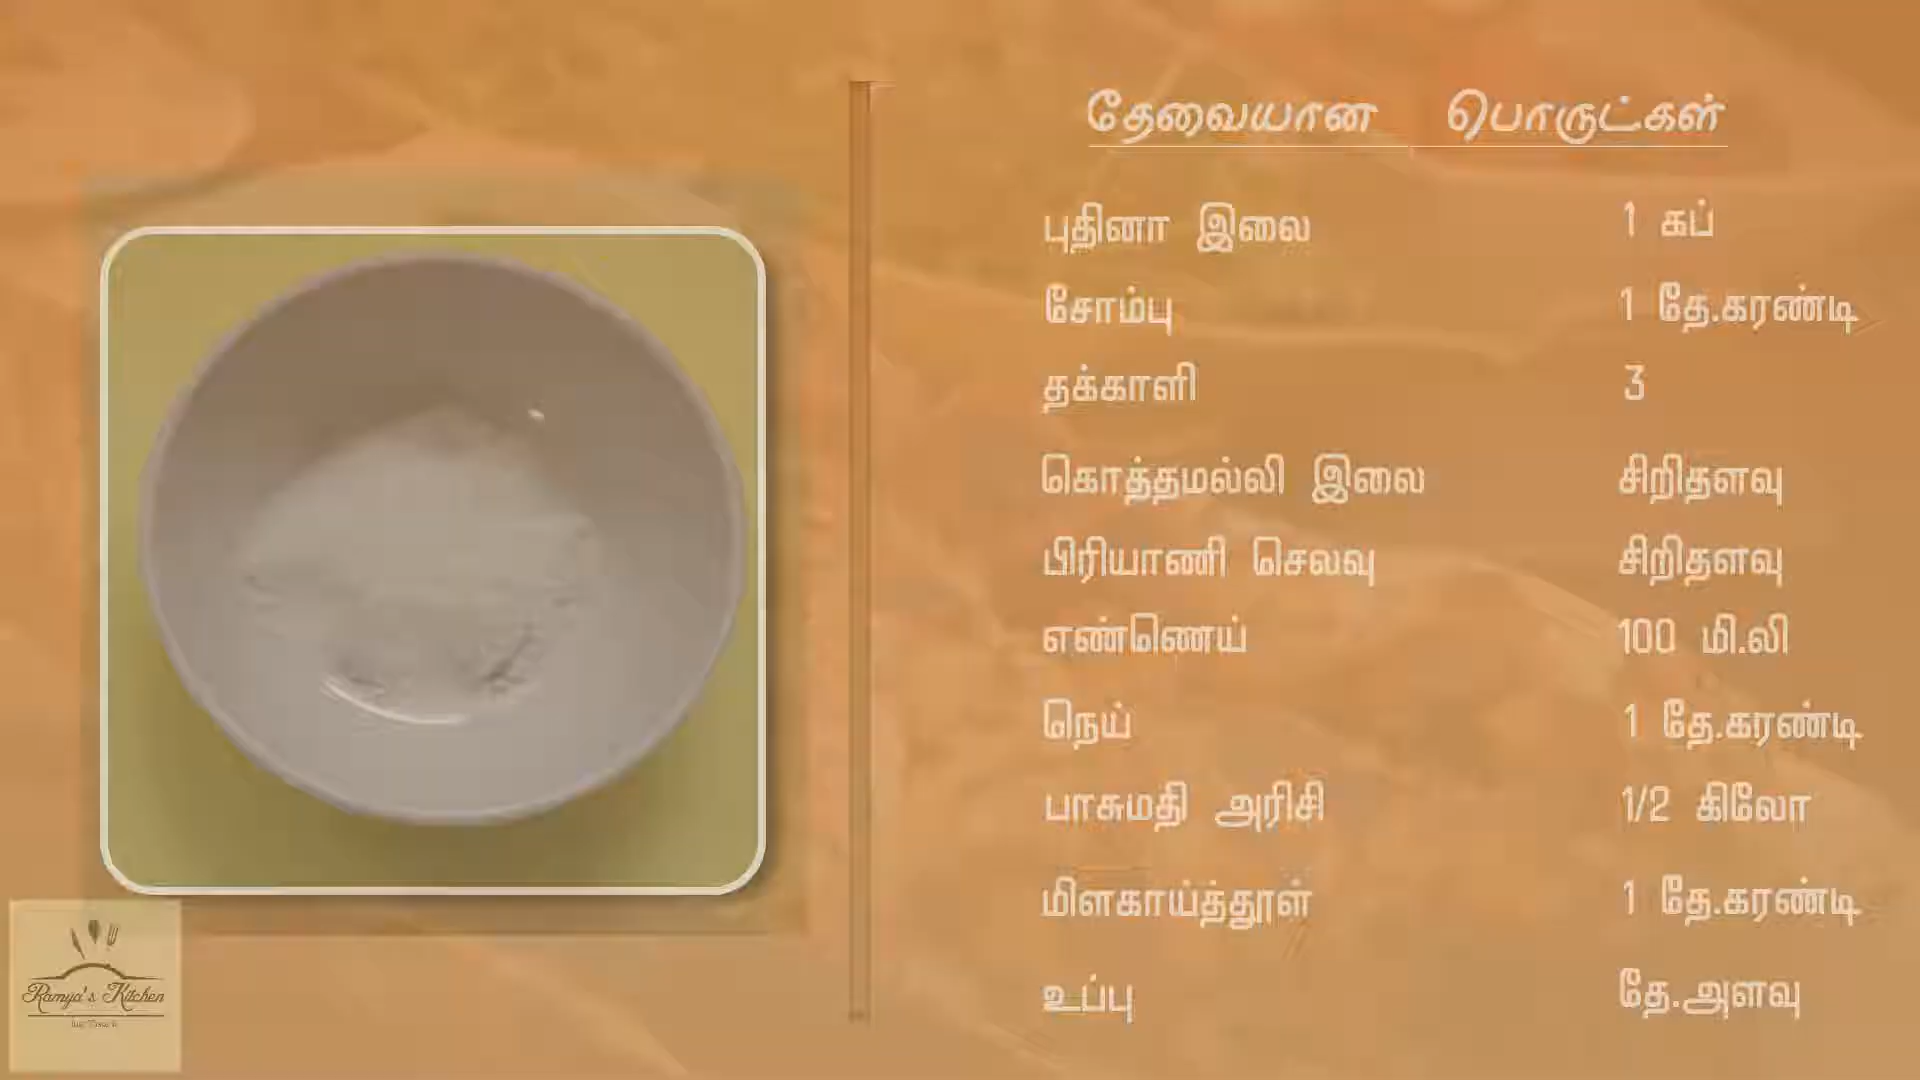 தேவையான பொருட்கள்
புதினா இலை 1 கப்
சோம்பு 1 தே.கரண்டி
தக்காளி 3
கொத்தமல்லி இலை சிறிதளவு
பிரியாணி செலவு சிறிதளவு
எண்ணெய் 100 மி.லி
நெய் 1 தே.கரண்டி
பாசுமதி அரிசி 1/2 கிலோ
மிளகாய்த்தூள் 1 தே.கரண்டி
உப்பு தே.அளவு
Ramya's Kitchen